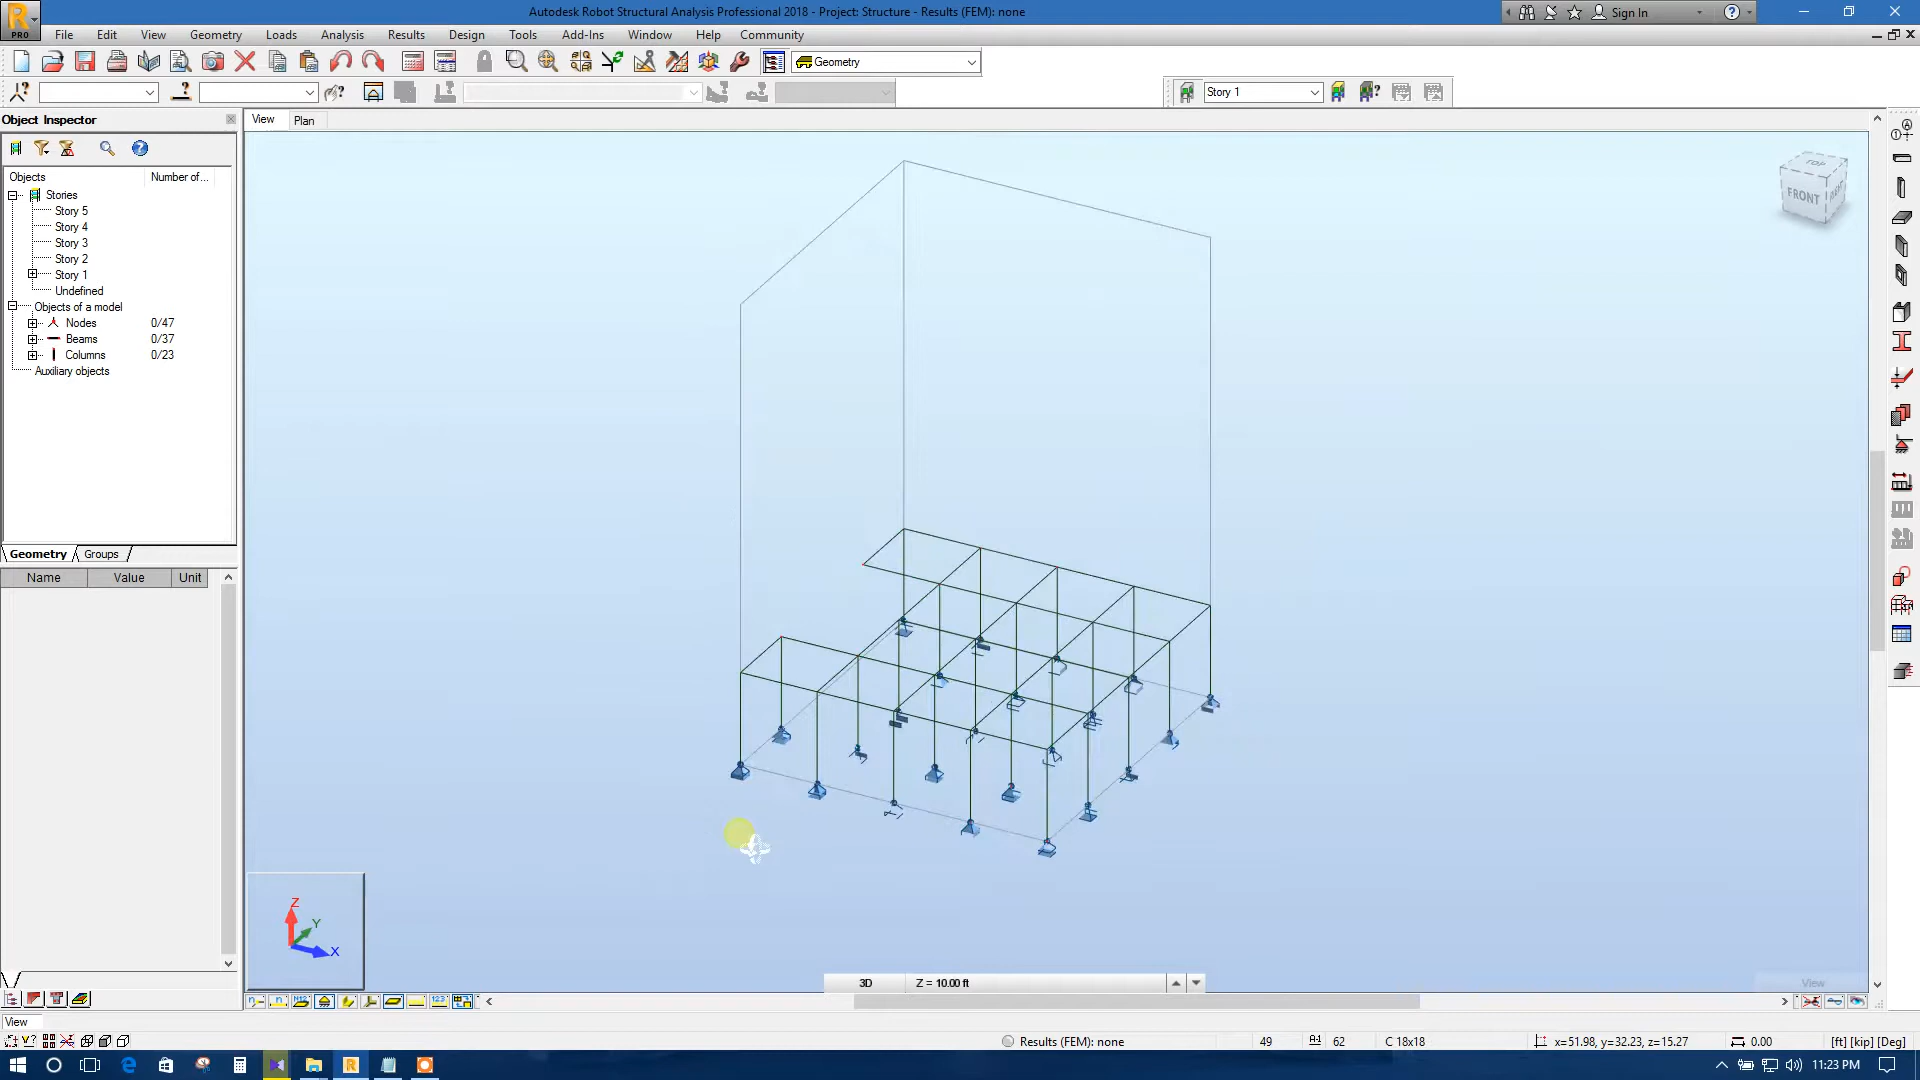 Autodesk Robot Structural Analysis Professional 2018 - Project: Structure - Results (FEM): none
Sign In
PRO
File Edit View Geometry Loads Analysis Results Design Tools Add-Ins Window Help Community
Geometry
Story 1
Object Inspector
View
Plan
Objects Number of...
Stories
Story 5
Story 4
Story 3
Story 2
Story 1
Undefined
Objects of a model
Nodes 0/47
Beams 0/37
Columns 0/23
Auxiliary objects
Geometry Groups
Name Value Unit
TOP
FRONT
Z
Y
X
3D Z = 10.00 ft
View
View
Results (FEM): none
49
62
C 18x18
x=51.98, y=32.23, z=15.27
0.00
[ft] [kip] [Deg]
11:23 PM